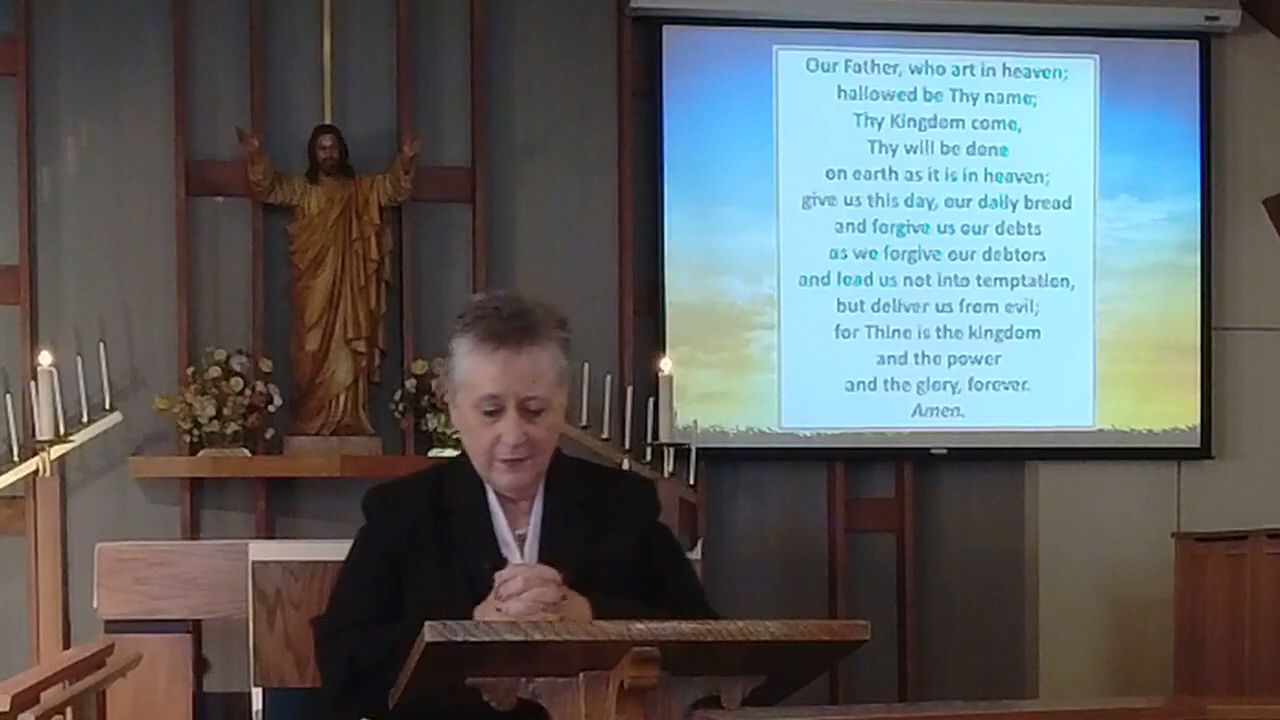 Our Father, who art in heaven;
hallowed be Thy name;
Thy Kingdom come,
Thy will be done
on earth as it is in heaven;
give us this day, our daily bread
and forgive us our debts
as we forgive our debtors
and lead us not into temptation,
but deliver us from evil;
for Thine is the kingdom
and the power
and the glory, forever.
Amen.